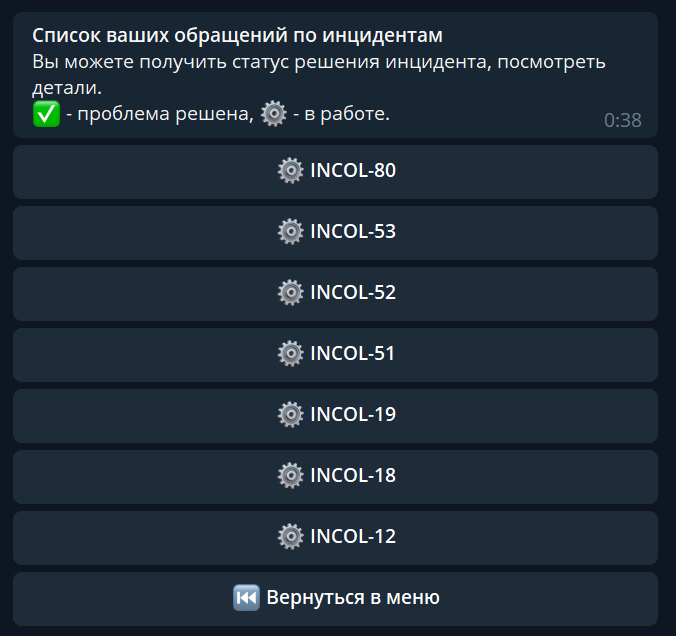 Список ваших обращений по инцидентам
Вы можете получить статус решения инцидента, посмотреть
детали.
✅ - проблема решена, ⚙️ - в работе.
0:38
⚙️ INCOL-80
⚙️ INCOL-53
⚙️ INCOL-52
⚙️ INCOL-51
⚙️ INCOL-19
⚙️ INCOL-18
⚙️ INCOL-12
⏮️ Вернуться в меню